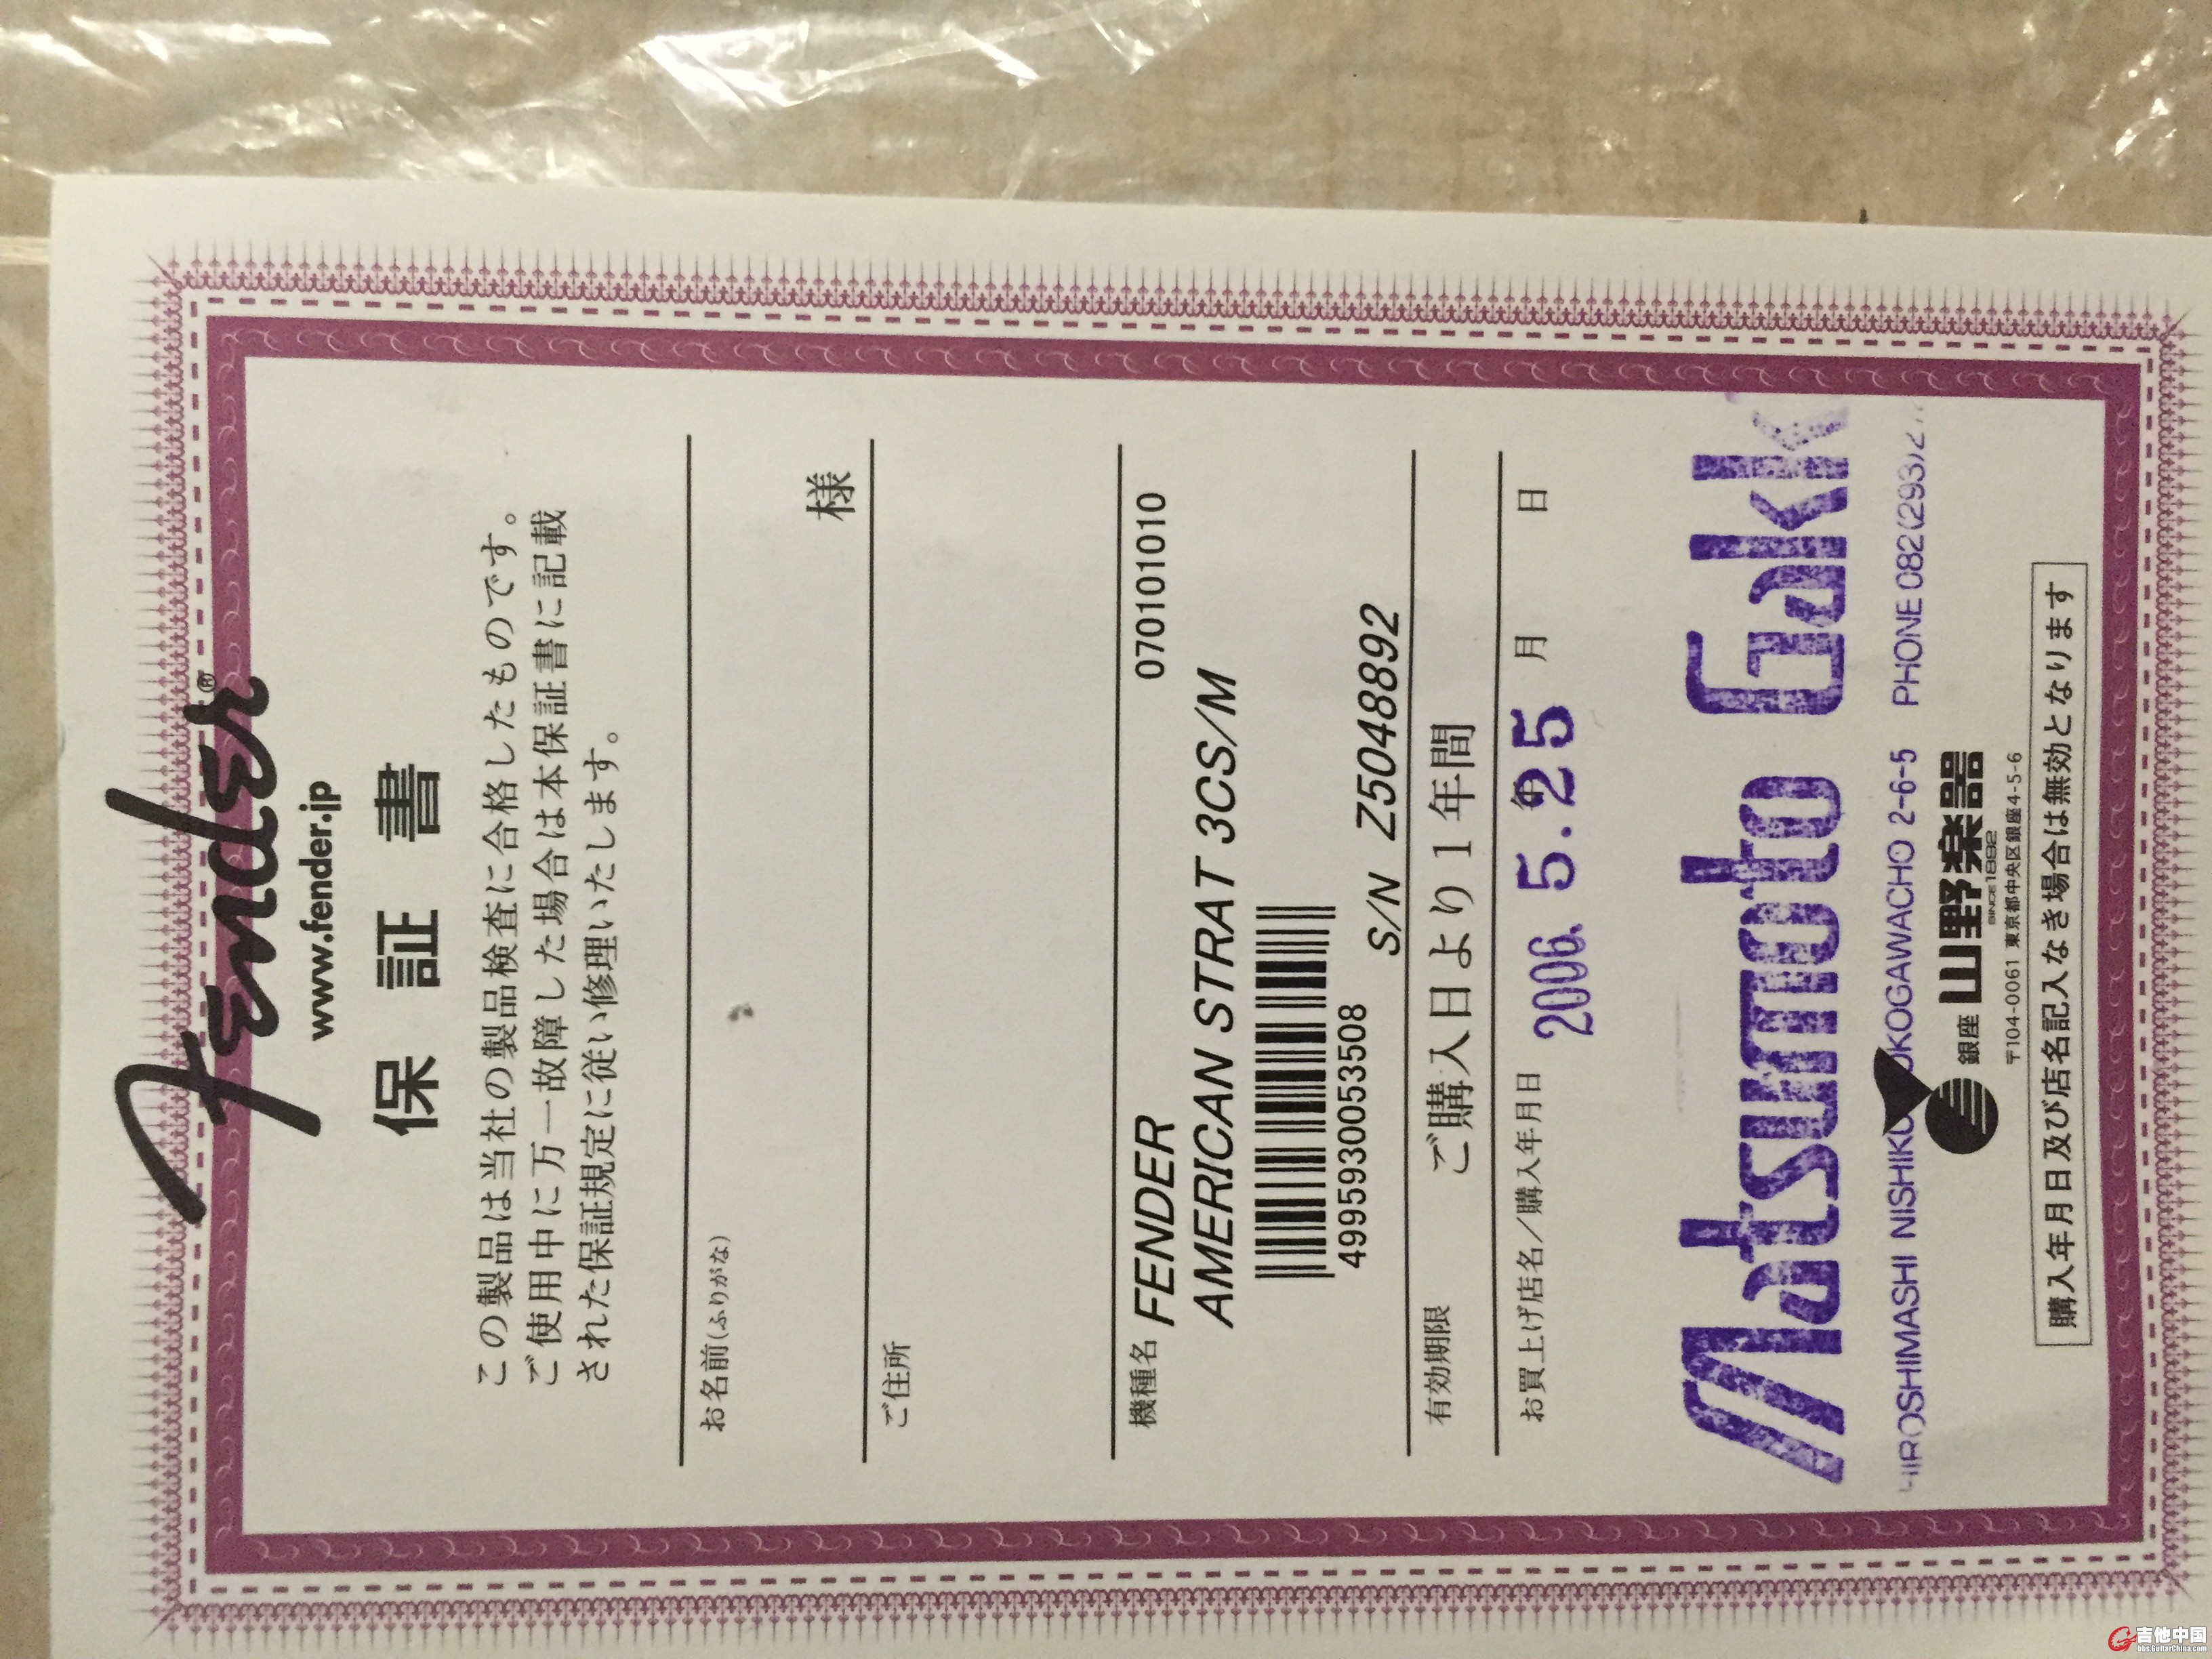 Fender®
www.fender.jp
保証書
この製品は当社の製品検査に合格したものです。
ご使用中に万一故障した場合は本保証書に記載
された保証規定に従い修理いたします。
お名前(ふりがな)
様
ご住所
機種名 FENDER 070101010
AMERICAN STRAT 3CS/M
4995930053508
S/N Z5048892
有効期限 ご購入日より1年間
お買上げ店名/購入年月日 年 月 日
2006. 5. 25
Matsumoto Gakk
HIROSHIMASHI PHONE 082(293)2
銀座 山野楽器
SINCE 1892
〒104-0061 東京都中央区銀座4-5-6
購入年月日及び店名記入なき場合は無効となります
吉他中国
bbs.GuitarChina.com